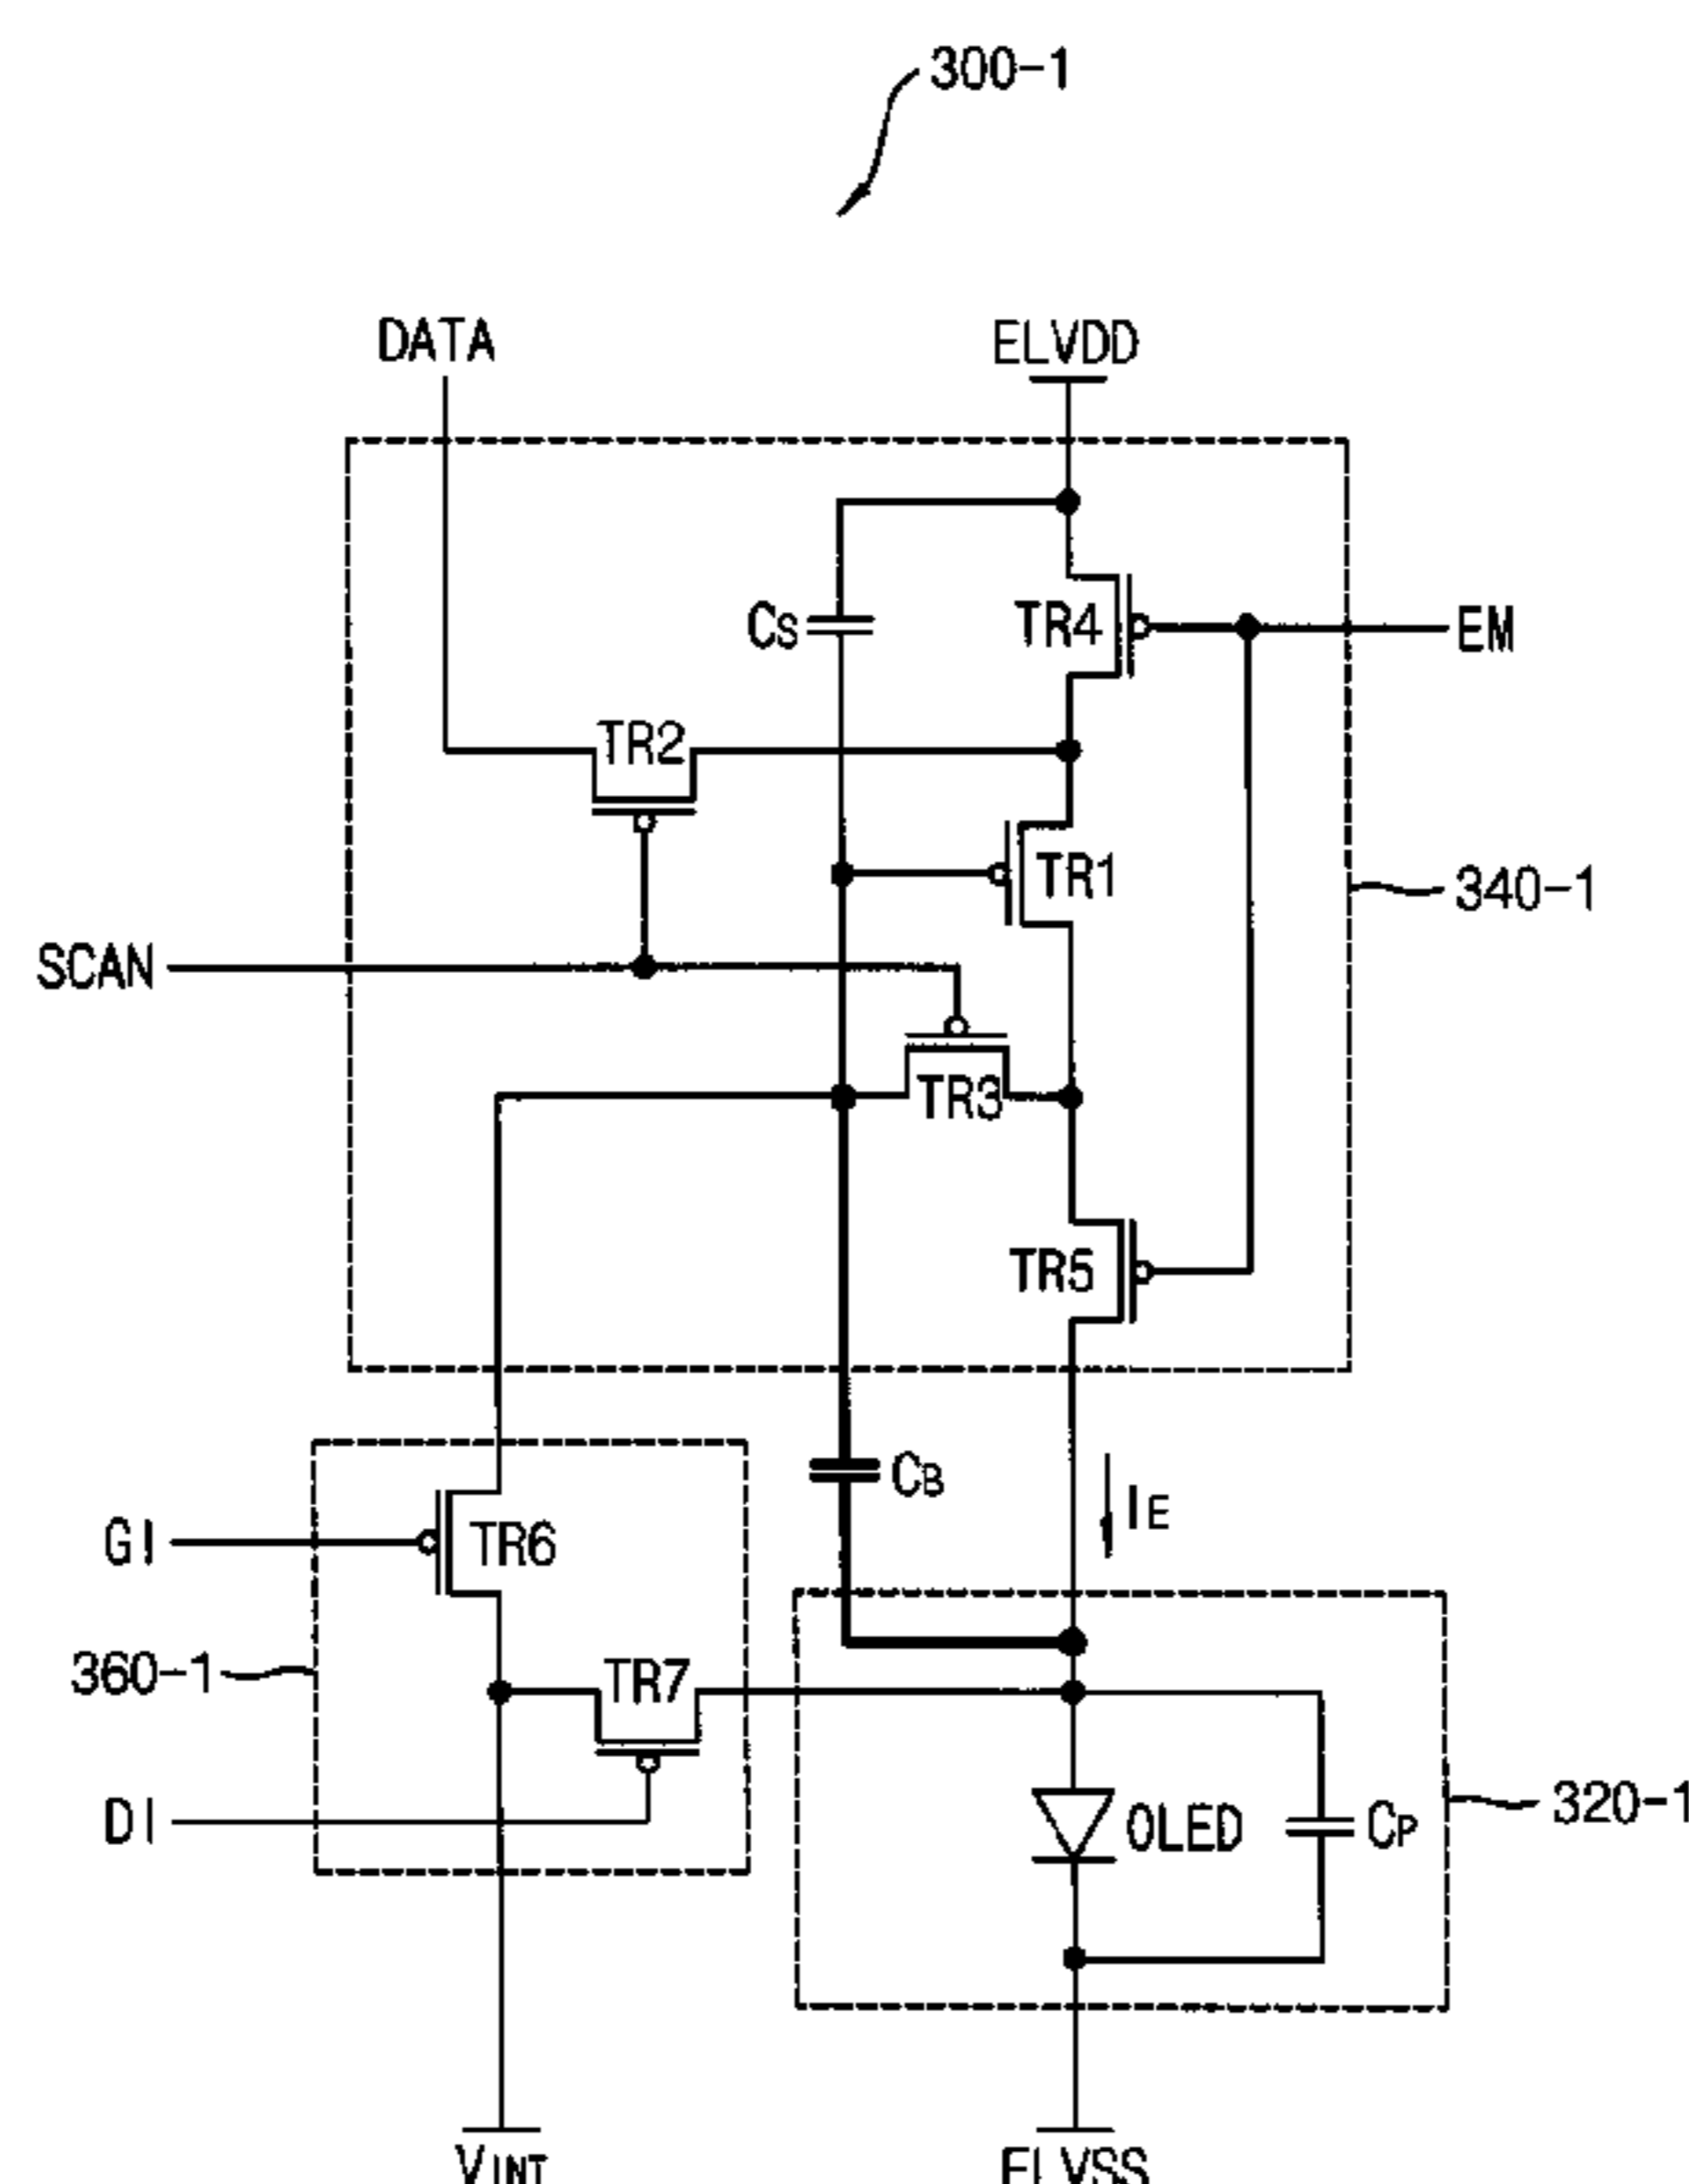 300-1
DATA
ELVDD
CS
TR4
EM
TR2
TR1
340-1
SCAN
TR3
TR5
CB
IE
GI
TR6
360-1
TR7
DI
OLED
CP
320-1
VINT
ELVSS